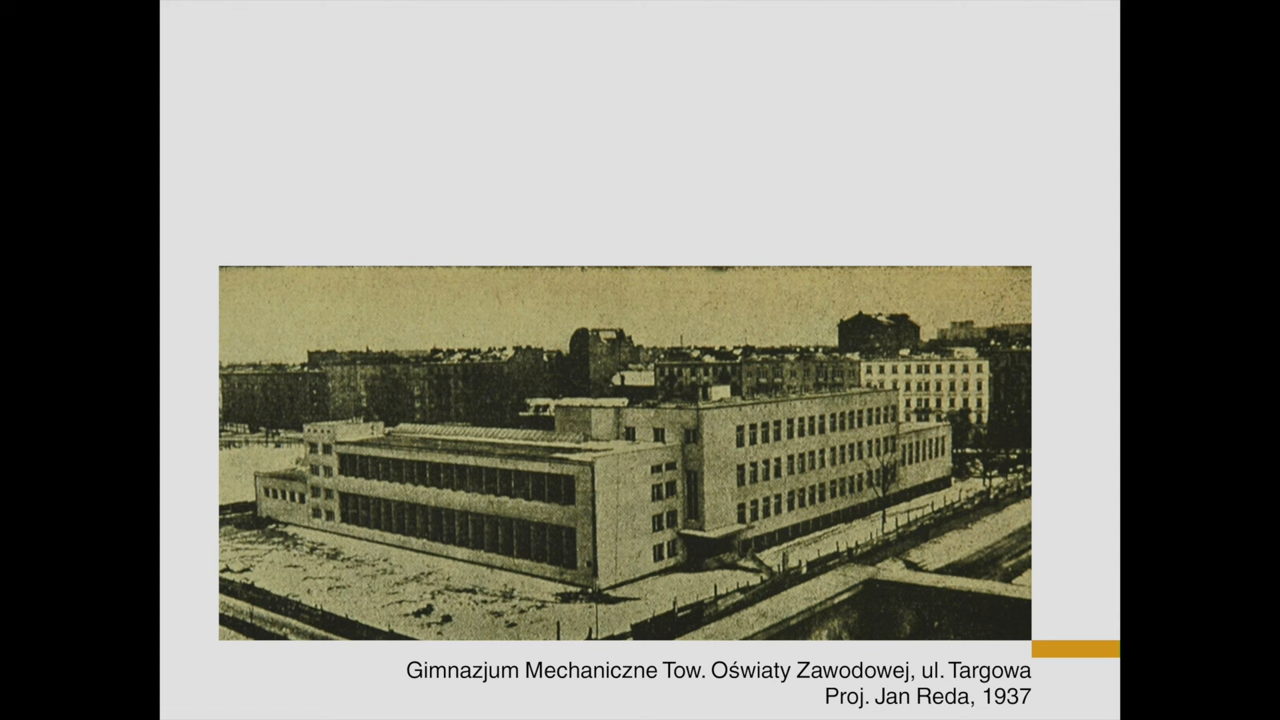 Gimnazjum Mechaniczne Tow. Oświaty Zawodowej, ul. Targowa
Proj. Jan Reda, 1937